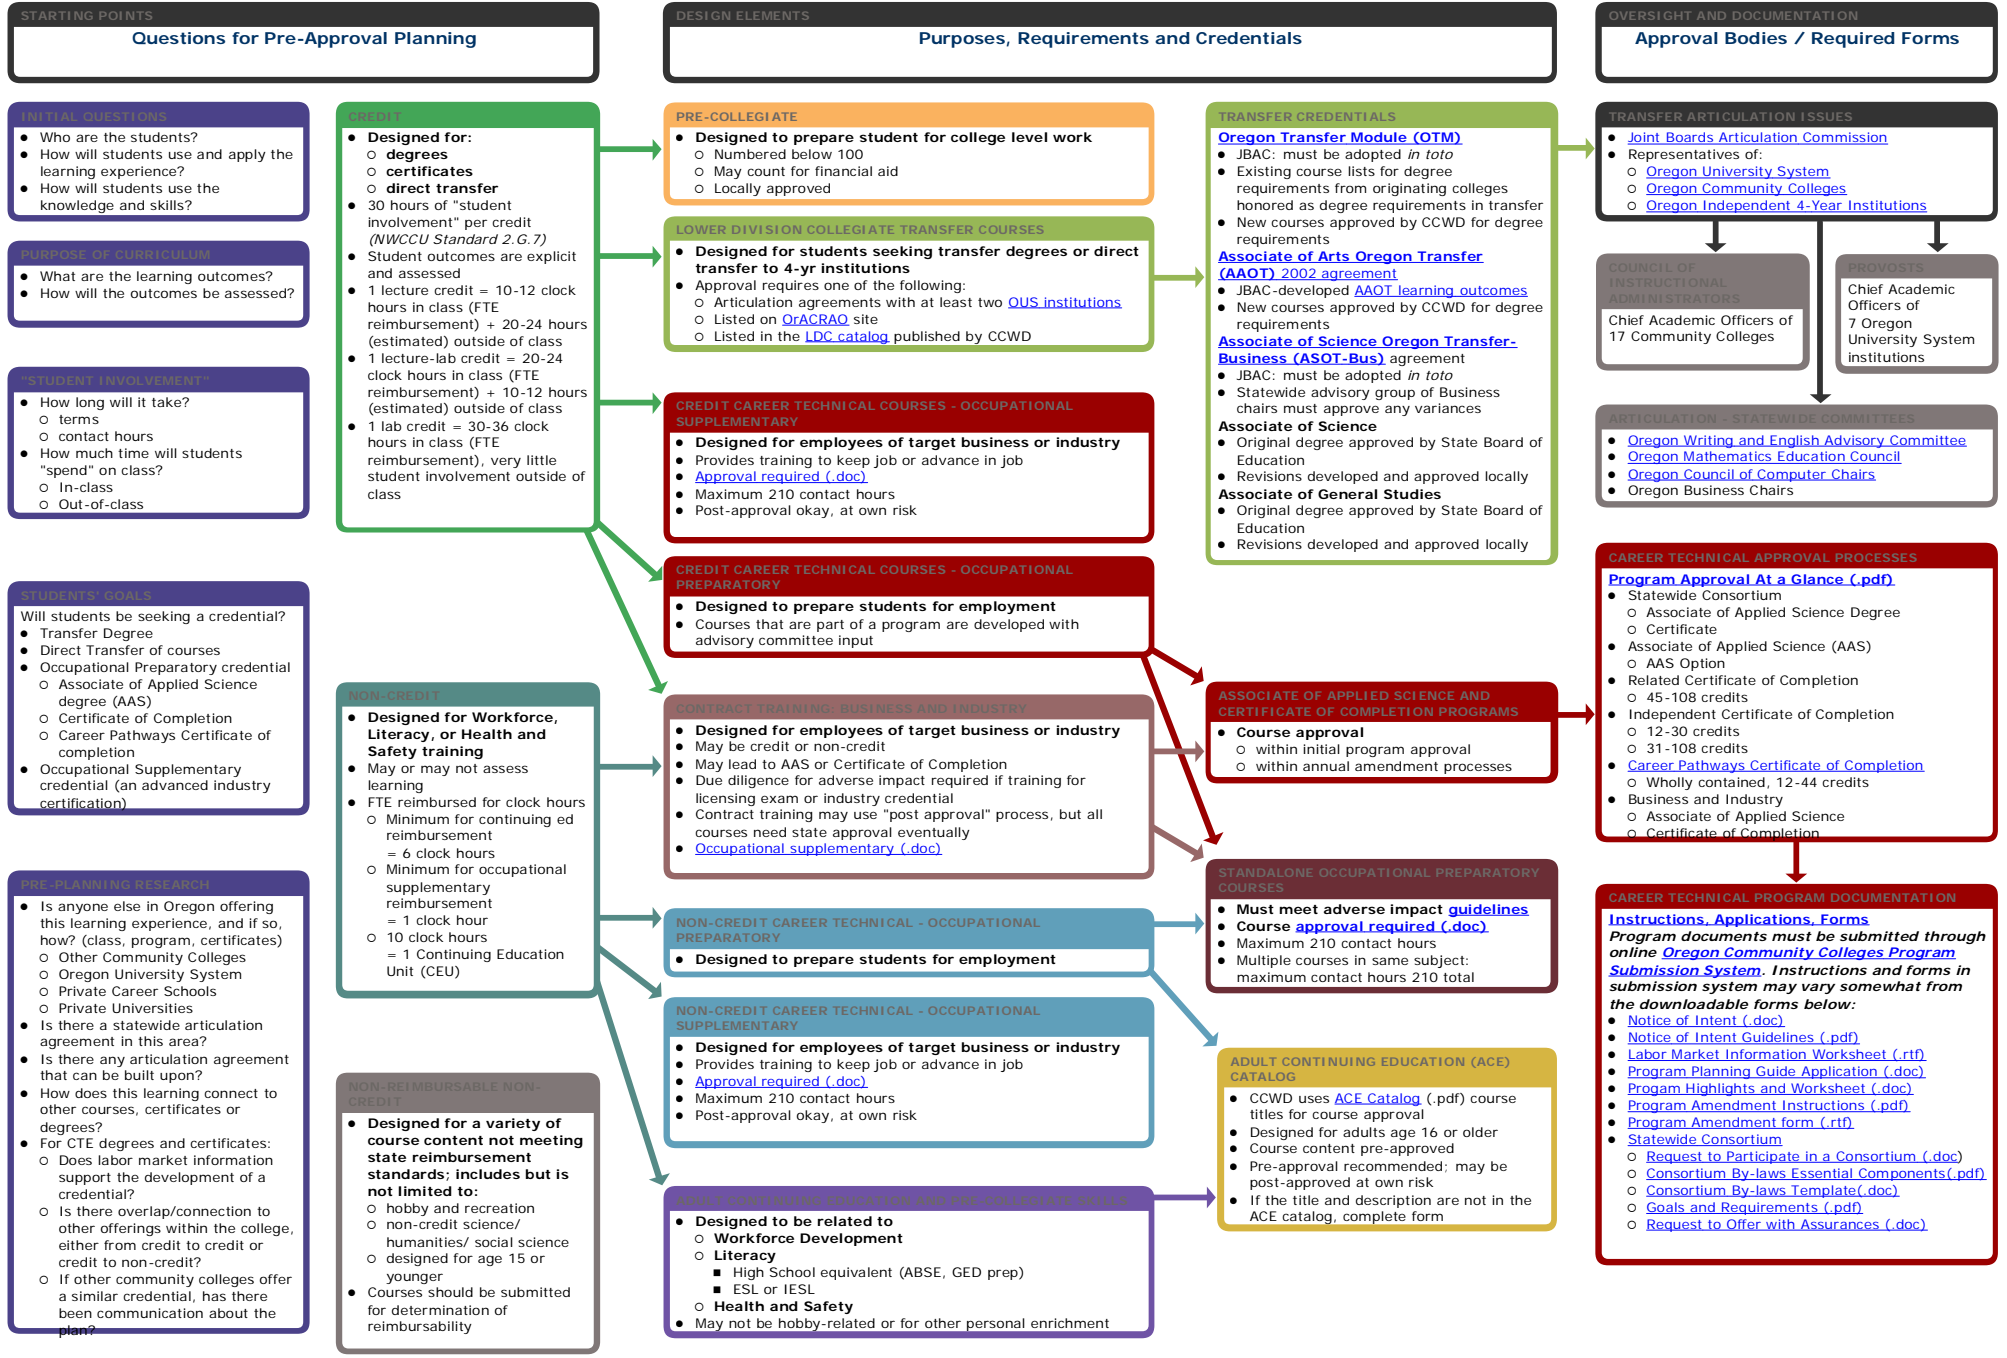 STARTING POINTS
Questions for Pre-Approval Planning
DESIGN ELEMENTS
Purposes, Requirements and Credentials
OVERSIGHT AND DOCUMENTATION
Approval Bodies / Required Forms
INITIAL QUESTIONS
● Who are the students?
● How will students use and apply the
learning experience?
● How will students use the
knowledge and skills?
PURPOSE OF CURRICULUM
● What are the learning outcomes?
● How will the outcomes be assessed?
"STUDENT INVOLVEMENT"
● How long will it take?
○ terms
○ contact hours
● How much time will students
"spend" on class?
○ In-class
○ Out-of-class
STUDENTS' GOALS
Will students be seeking a credential?
● Transfer Degree
● Direct Transfer of courses
● Occupational Preparatory credential
○ Associate of Applied Science
degree (AAS)
○ Certificate of Completion
○ Career Pathways Certificate of
completion
● Occupational Supplementary
credential (an advanced industry
certification)
PRE-PLANNING RESEARCH
● Is anyone else in Oregon offering
this learning experience, and if so,
how? (class, program, certificates)
○ Other Community Colleges
○ Oregon University System
○ Private Career Schools
○ Private Universities
● Is there a statewide articulation
agreement in this area?
● Is there any articulation agreement
that can be built upon?
● How does this learning connect to
other courses, certificates or
degrees?
● For CTE degrees and certificates:
○ Does labor market information
support the development of a
credential?
○ Is there overlap/connection to
other offerings within the college,
either from credit to credit or
credit to non-credit?
○ If other community colleges offer
a similar credential, has there
been communication about the
plan?
CREDIT
● Designed for:
○ degrees
○ certificates
○ direct transfer
● 30 hours of "student
involvement" per credit
(NWCCU Standard 2.G.7)
● Student outcomes are explicit
and assessed
● 1 lecture credit = 10-12 clock
hours in class (FTE
reimbursement) + 20-24 hours
(estimated) outside of class
● 1 lecture-lab credit = 20-24
clock hours in class (FTE
reimbursement) + 10-12 hours
(estimated) outside of class
● 1 lab credit = 30-36 clock
hours in class (FTE
reimbursement), very little
student involvement outside of
class
NON-CREDIT
● Designed for Workforce,
Literacy, or Health and
Safety training
● May or may not assess
learning
● FTE reimbursed for clock hours
○ Minimum for continuing ed
reimbursement
= 6 clock hours
○ Minimum for occupational
supplementary
reimbursement
= 1 clock hour
○ 10 clock hours
= 1 Continuing Education
Unit (CEU)
NON-REIMBURSABLE NON-
CREDIT
● Designed for a variety of
course content not meeting
state reimbursement
standards; includes but is
not limited to:
○ hobby and recreation
○ non-credit science/
humanities/ social science
○ designed for age 15 or
younger
● Courses should be submitted
for determination of
reimbursability
PRE-COLLEGIATE
● Designed to prepare student for college level work
○ Numbered below 100
○ May count for financial aid
○ Locally approved
LOWER DIVISION COLLEGIATE TRANSFER COURSES
● Designed for students seeking transfer degrees or direct
transfer to 4-yr institutions
● Approval requires one of the following:
○ Articulation agreements with at least two OUS institutions
○ Listed on OrACRAO site
○ Listed in the LDC catalog published by CCWD
CREDIT CAREER TECHNICAL COURSES - OCCUPATIONAL
SUPPLEMENTARY
● Designed for employees of target business or industry
● Provides training to keep job or advance in job
● Approval required (.doc)
● Maximum 210 contact hours
● Post-approval okay, at own risk
CREDIT CAREER TECHNICAL COURSES - OCCUPATIONAL
PREPARATORY
● Designed to prepare students for employment
● Courses that are part of a program are developed with
advisory committee input
CONTRACT TRAINING: BUSINESS AND INDUSTRY
● Designed for employees of target business or industry
● May be credit or non-credit
● May lead to AAS or Certificate of Completion
● Due diligence for adverse impact required if training for
licensing exam or industry credential
● Contract training may use "post approval" process, but all
courses need state approval eventually
● Occupational supplementary (.doc)
NON-CREDIT CAREER TECHNICAL - OCCUPATIONAL
PREPARATORY
● Designed to prepare students for employment
NON-CREDIT CAREER TECHNICAL - OCCUPATIONAL
SUPPLEMENTARY
● Designed for employees of target business or industry
● Provides training to keep job or advance in job
● Approval required (.doc)
● Maximum 210 contact hours
● Post-approval okay, at own risk
ADULT CONTINUING EDUCATION AND PRE-COLLEGIATE SKILLS
● Designed to be related to
○ Workforce Development
○ Literacy
■ High School equivalent (ABSE, GED prep)
■ ESL or IESL
○ Health and Safety
● May not be hobby-related or for other personal enrichment
TRANSFER CREDENTIALS
Oregon Transfer Module (OTM)
● JBAC: must be adopted in toto
● Existing course lists for degree
requirements from originating colleges
honored as degree requirements in transfer
● New courses approved by CCWD for degree
requirements
Associate of Arts Oregon Transfer
(AAOT) 2002 agreement
● JBAC-developed AAOT learning outcomes
● New courses approved by CCWD for degree
requirements
Associate of Science Oregon Transfer-
Business (ASOT-Bus) agreement
● JBAC: must be adopted in toto
● Statewide advisory group of Business
chairs must approve any variances
Associate of Science
● Original degree approved by State Board of
Education
● Revisions developed and approved locally
Associate of General Studies
● Original degree approved by State Board of
Education
● Revisions developed and approved locally
ASSOCIATE OF APPLIED SCIENCE AND
CERTIFICATE OF COMPLETION PROGRAMS
● Course approval
○ within initial program approval
○ within annual amendment processes
STANDALONE OCCUPATIONAL PREPARATORY
COURSES
● Must meet adverse impact guidelines
● Course approval required (.doc)
● Maximum 210 contact hours
● Multiple courses in same subject:
maximum contact hours 210 total
ADULT CONTINUING EDUCATION (ACE)
CATALOG
● CCWD uses ACE Catalog (.pdf) course
titles for course approval
● Designed for adults age 16 or older
● Course content pre-approved
● Pre-approval recommended; may be
post-approved at own risk
● If the title and description are not in the
ACE catalog, complete form
TRANSFER ARTICULATION ISSUES
● Joint Boards Articulation Commission
● Representatives of:
○ Oregon University System
○ Oregon Community Colleges
○ Oregon Independent 4-Year Institutions
COUNCIL OF
INSTRUCTIONAL
ADMINISTRATORS
Chief Academic Officers of
17 Community Colleges
PROVOSTS
Chief Academic
Officers of
7 Oregon
University System
institutions
ARTICULATION - STATEWIDE COMMITTEES
● Oregon Writing and English Advisory Committee
● Oregon Mathematics Education Council
● Oregon Council of Computer Chairs
● Oregon Business Chairs
CAREER TECHNICAL APPROVAL PROCESSES
Program Approval At a Glance (.pdf)
● Statewide Consortium
○ Associate of Applied Science Degree
○ Certificate
● Associate of Applied Science (AAS)
○ AAS Option
● Related Certificate of Completion
○ 45-108 credits
● Independent Certificate of Completion
○ 12-30 credits
○ 31-108 credits
● Career Pathways Certificate of Completion
○ Wholly contained, 12-44 credits
● Business and Industry
○ Associate of Applied Science
○ Certificate of Completion
CAREER TECHNICAL PROGRAM DOCUMENTATION
Instructions, Applications, Forms
Program documents must be submitted through
online Oregon Community Colleges Program
Submission System. Instructions and forms in
submission system may vary somewhat from
the downloadable forms below:
● Notice of Intent (.doc)
● Notice of Intent Guidelines (.pdf)
● Labor Market Information Worksheet (.rtf)
● Program Planning Guide Application (.doc)
● Progam Highlights and Worksheet (.doc)
● Program Amendment Instructions (.pdf)
● Program Amendment form (.rtf)
● Statewide Consortium
○ Request to Participate in a Consortium (.doc)
○ Consortium By-laws Essential Components(.pdf)
○ Consortium By-laws Template(.doc)
○ Goals and Requirements (.pdf)
○ Request to Offer with Assurances (.doc)